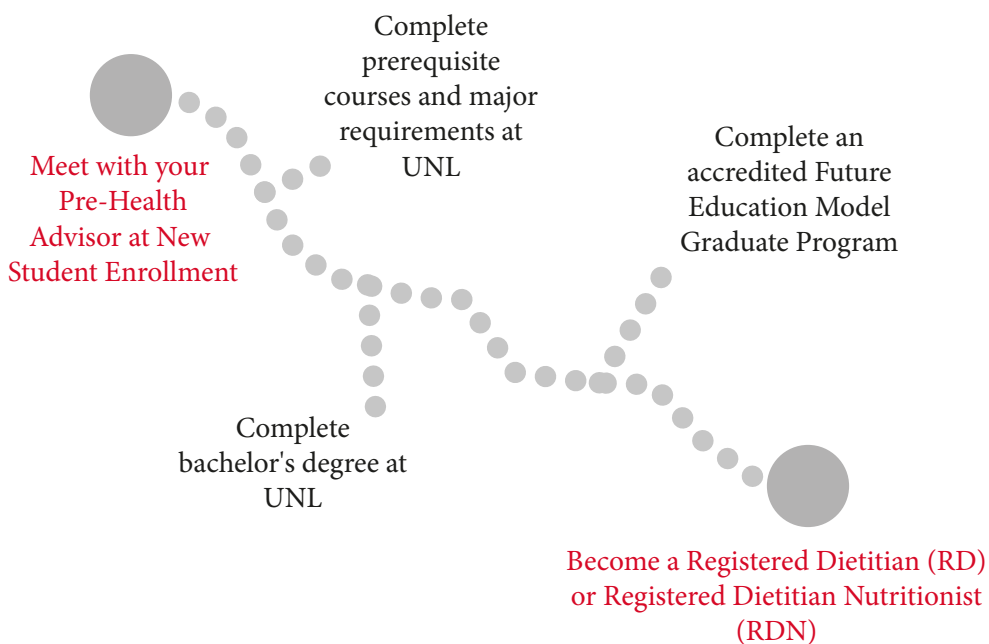 Complete
prerequisite
courses and major
requirements at
UNL
Meet with your
Pre-Health
Advisor at New
Student Enrollment
Complete an
accredited Future
Education Model
Graduate Program
Complete
bachelor's degree at
UNL
Become a Registered Dietitian (RD)
or Registered Dietitian Nutritionist
(RDN)